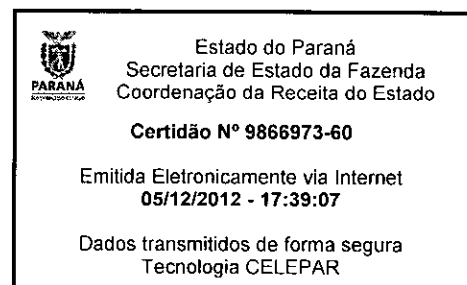 Estado do Paraná
Secretaria de Estado da Fazenda
PARANÁ
Coordenação da Receita do Estado
Certidão Nº 9866973-60
Emitida Eletronicamente via Internet
05/12/2012 - 17:39:07
Dados transmitidos de forma segura
Tecnologia CELEPAR